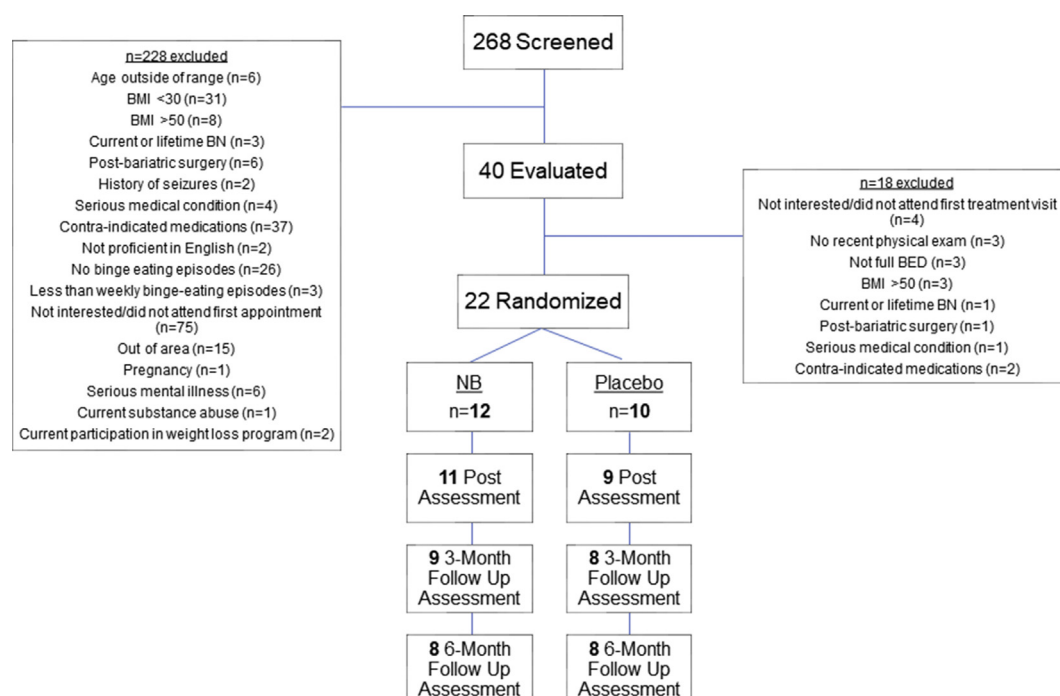 268 Screened
n=228 excluded
Age outside of range (n=6)
BMI <30 (n=31)
BMI >50 (n=8)
Current or lifetime BN (n=3)
Post-bariatric surgery (n=6)
History of seizures (n=2)
Serious medical condition (n=4)
Contra-indicated medications (n=37)
Not proficient in English (n=2)
No binge eating episodes (n=26)
Less than weekly binge-eating episodes (n=3)
Not interested/did not attend first appointment
(n=75)
Out of area (n=15)
Pregnancy (n=1)
Serious mental illness (n=6)
Current substance abuse (n=1)
Current participation in weight loss program (n=2)
40 Evaluated
n=18 excluded
Not interested/did not attend first treatment visit
(n=4)
No recent physical exam (n=3)
Not full BED (n=3)
BMI >50 (n=3)
Current or lifetime BN (n=1)
Post-bariatric surgery (n=1)
Serious medical condition (n=1)
Contra-indicated medications (n=2)
22 Randomized
NB
n=12
Placebo
n=10
11 Post
Assessment
9 Post
Assessment
9 3-Month
Follow Up
Assessment
8 3-Month
Follow Up
Assessment
8 6-Month
Follow Up
Assessment
8 6-Month
Follow Up
Assessment